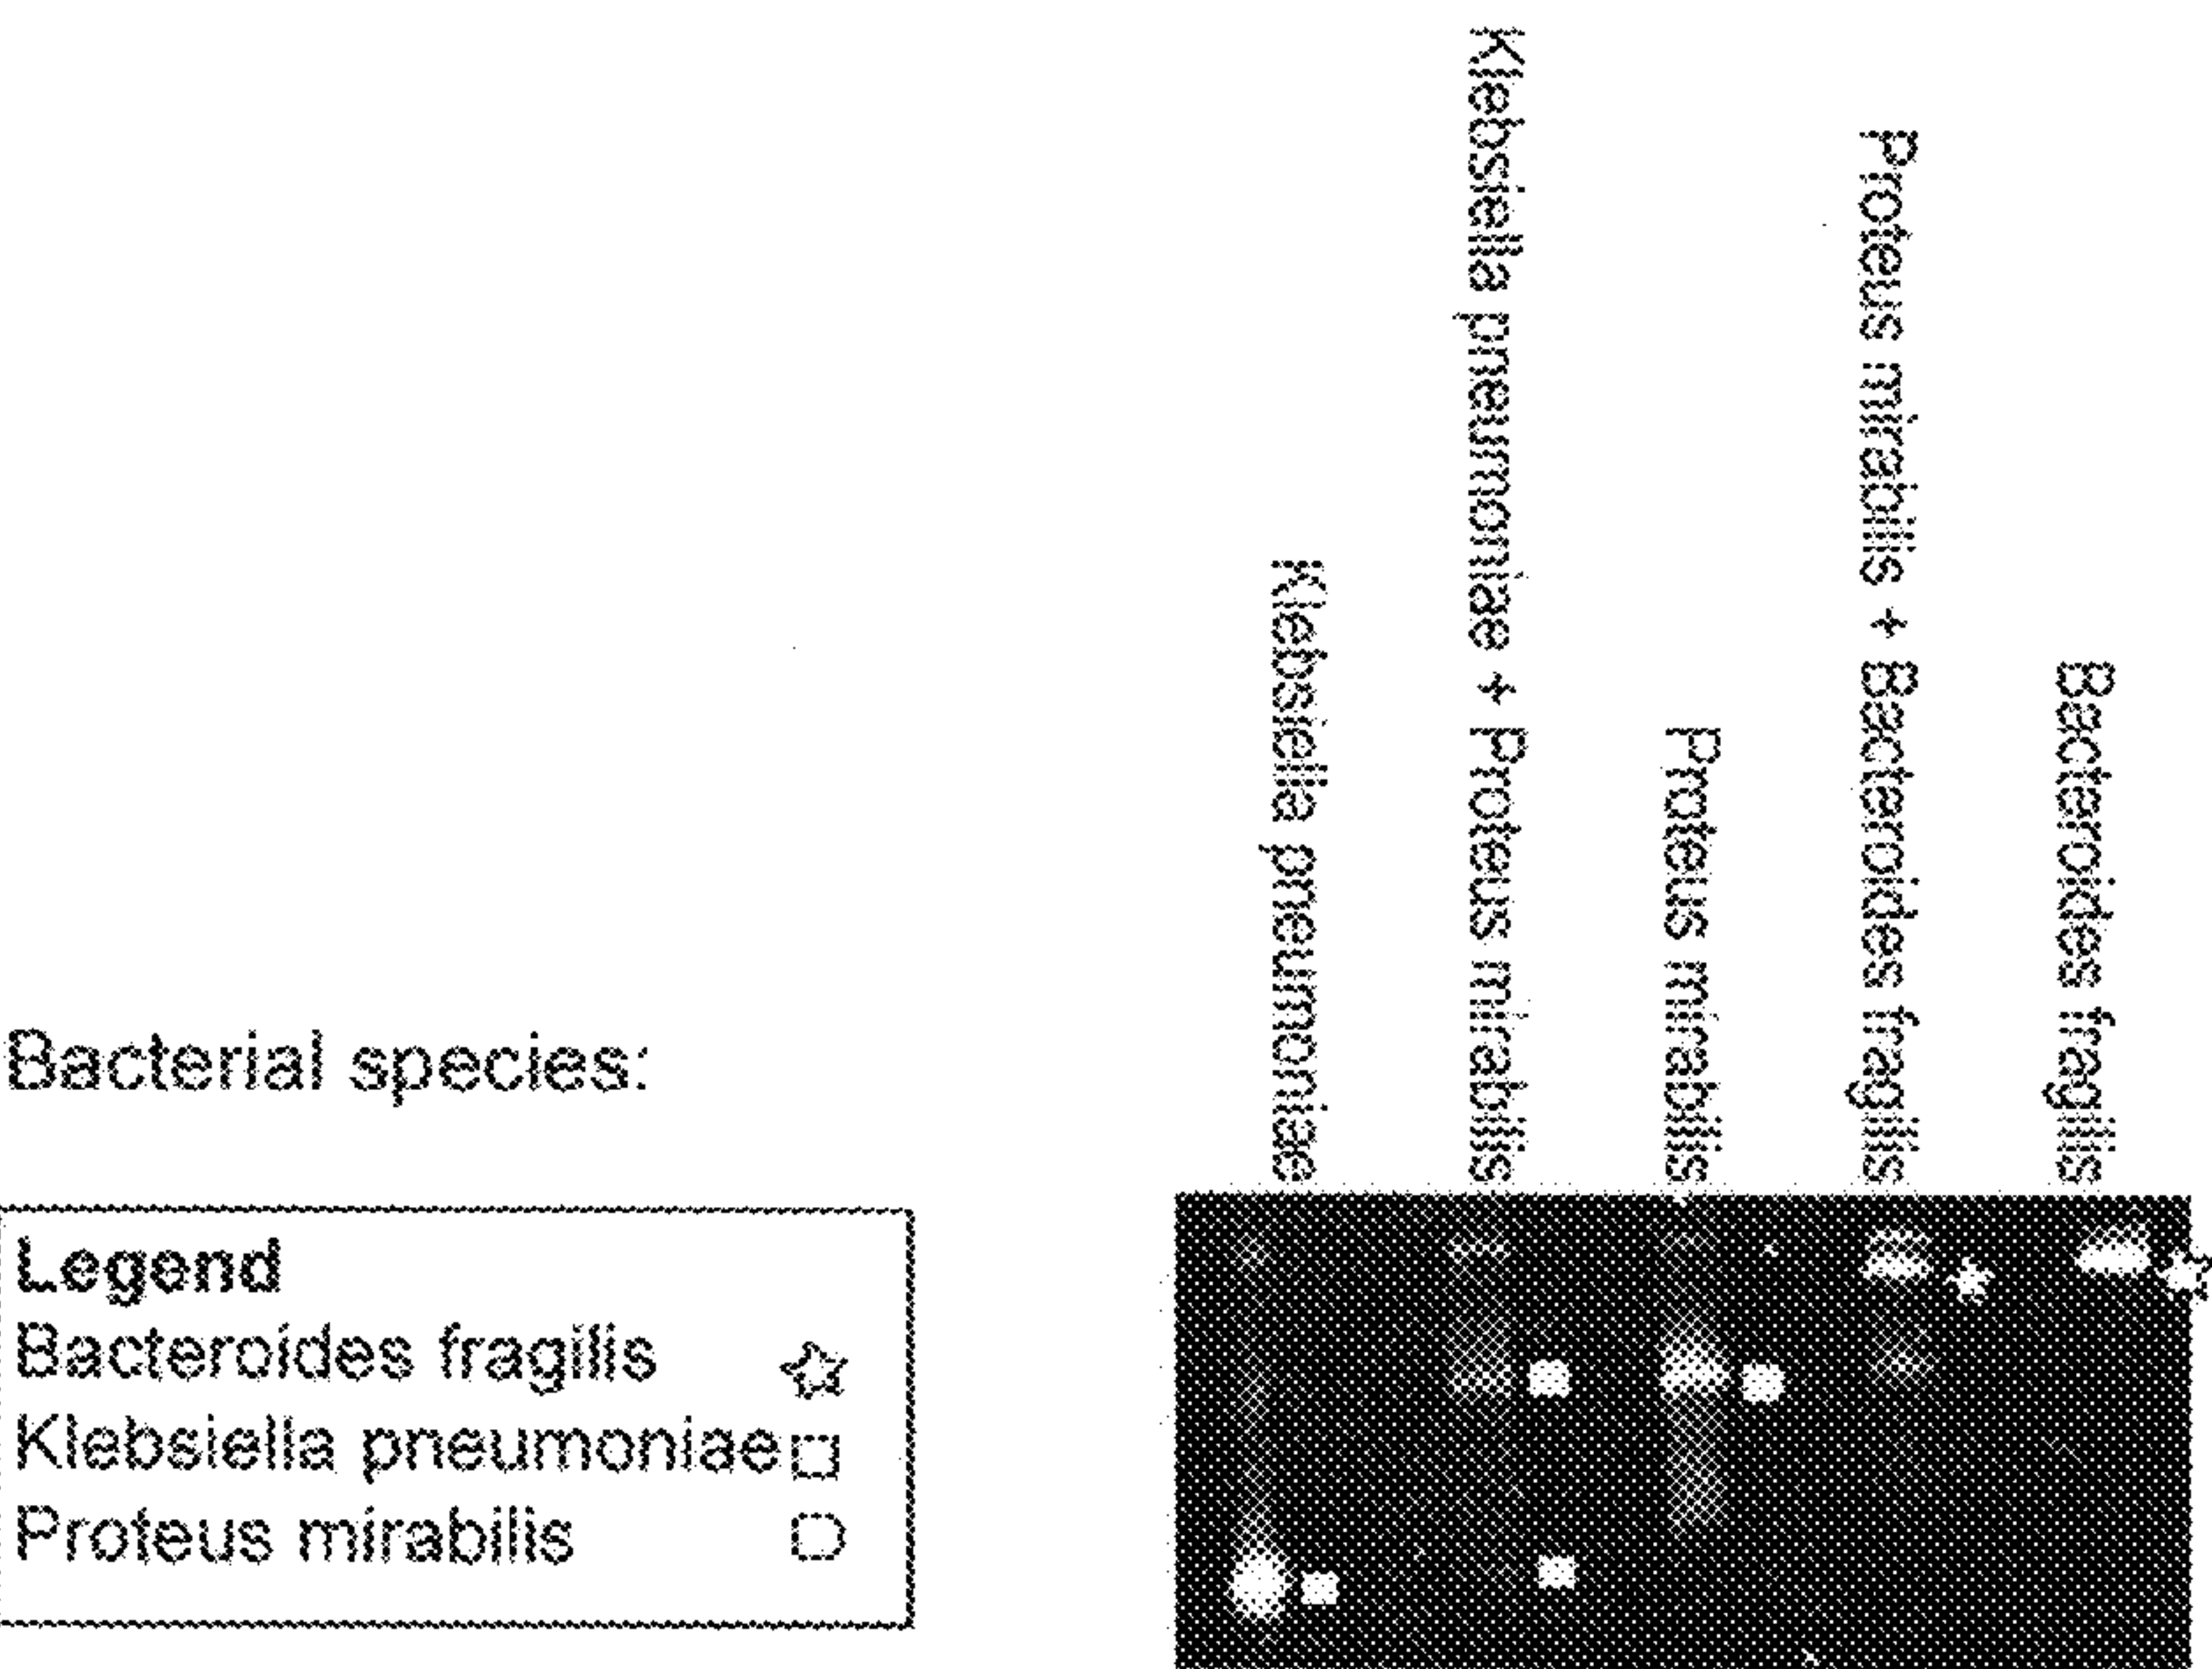 Klebsiella pneumoniae
Klebsiella pneumoniae + Proteus mirabilis
Proteus mirabilis
Proteus mirabilis + Bacteroides fragilis
Bacteroides fragilis
Bacterial species:
Legend
Bacteroides fragilis
Klebsiella pneumoniae
Proteus mirabilis